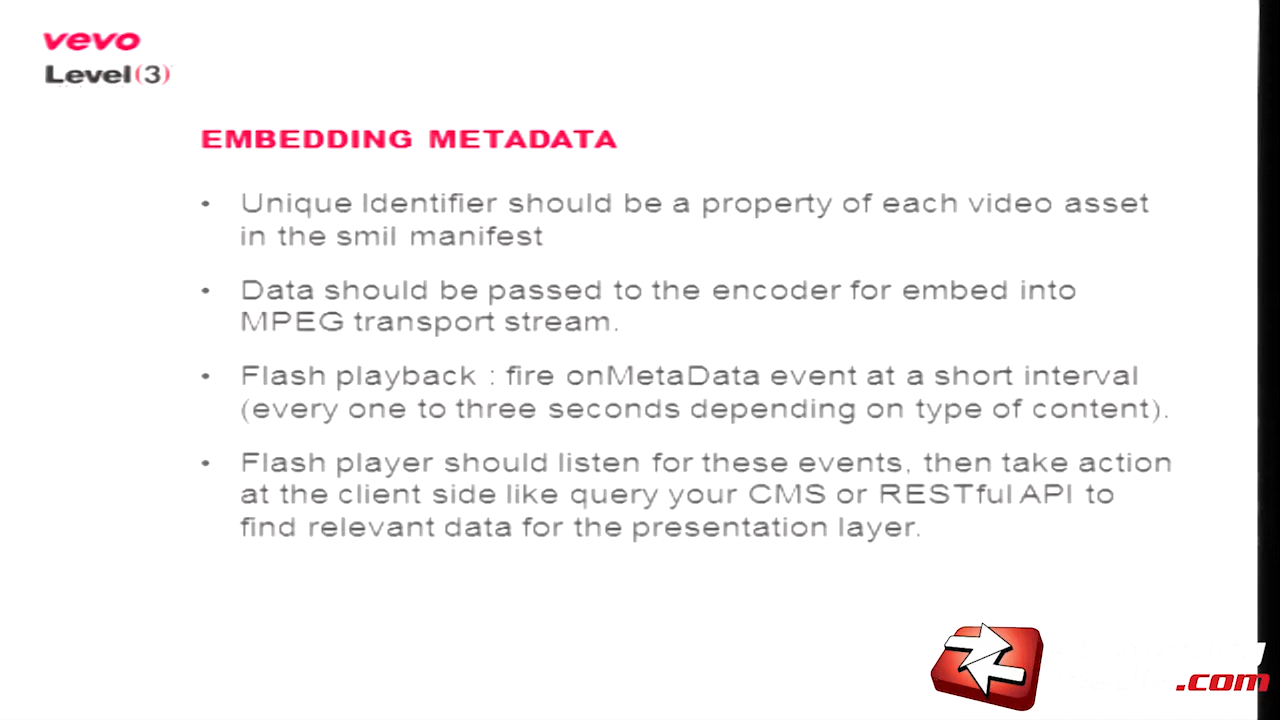 vevo
Level(3)
EMBEDDING METADATA
• Unique Identifier should be a property of each video asset
in the smil manifest
• Data should be passed to the encoder for embed into
MPEG transport stream.
• Flash playback : fire onMetaData event at a short interval
(every one to three seconds depending on type of content).
• Flash player should listen for these events, then take action
at the client side like query your CMS or RESTful API to
find relevant data for the presentation layer.
.com